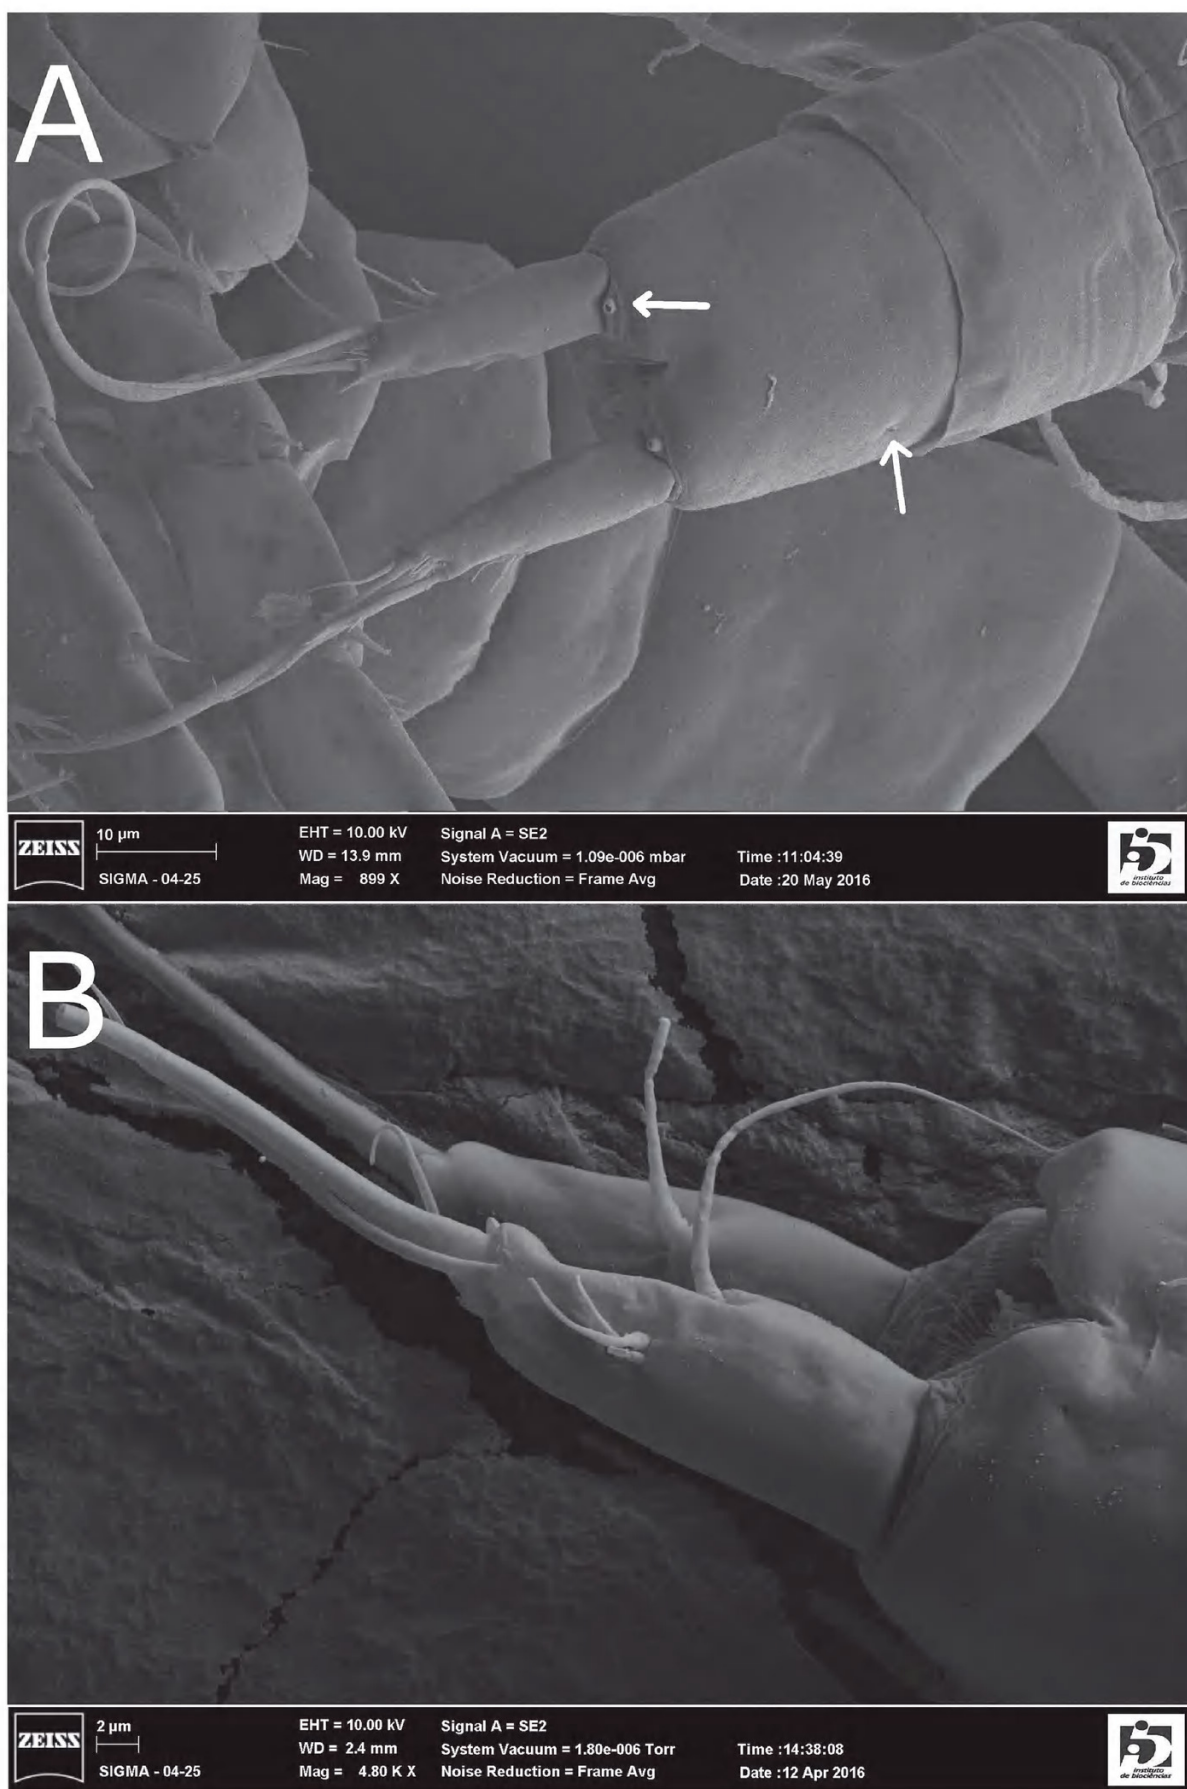 A
ZEISS
10 µm
SIGMA - 04-25
EHT = 10.00 kV
WD = 13.9 mm
Mag = 899 X
Signal A = SE2
System Vacuum = 1.09e-006 mbar
Noise Reduction = Frame Avg
Time :11:04:39
Date :20 May 2016
instituto
de biociências
B
ZEISS
2 µm
SIGMA - 04-25
EHT = 10.00 kV
WD = 2.4 mm
Mag = 4.80 K X
Signal A = SE2
System Vacuum = 1.80e-006 Torr
Noise Reduction = Frame Avg
Time :14:38:08
Date :12 Apr 2016
instituto
de biociências